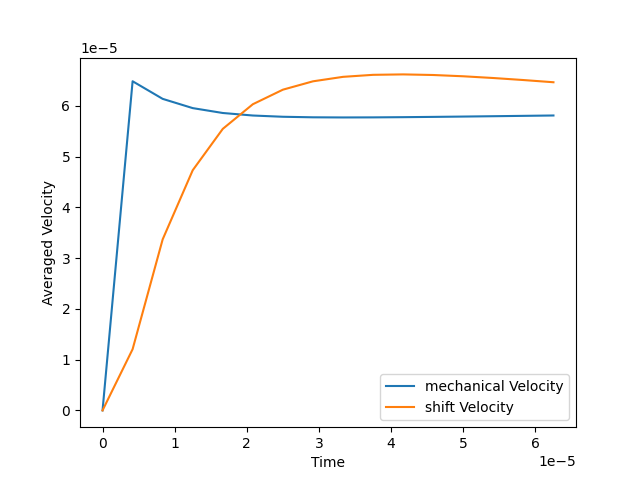 1e−5
6
5
4
3
2
1
0
Averaged Velocity
mechanical Velocity
shift Velocity
0 1 2 3 4 5 6
1e−5
Time